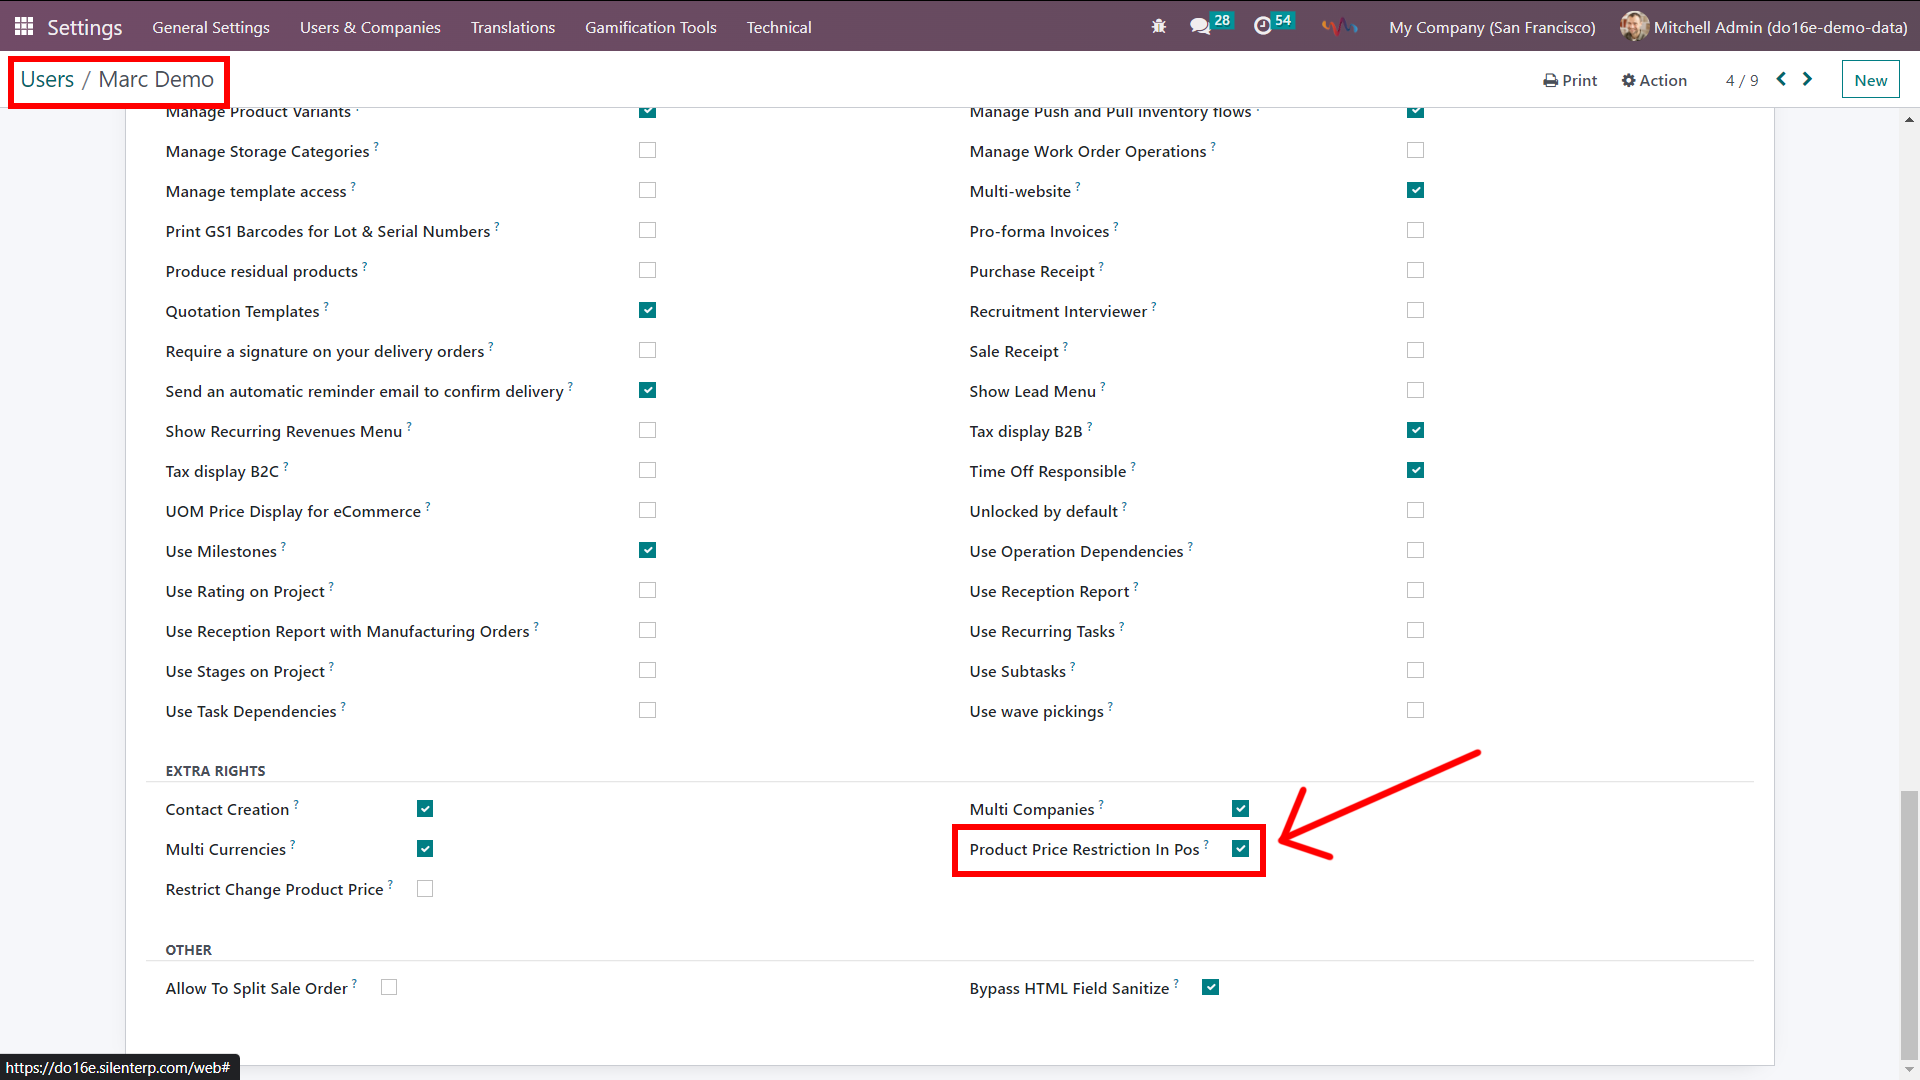 Settings General Settings Users & Companies Translations Gamification Tools Technical 28 54 My Company (San Francisco) Mitchell Admin (do16e-demo-data)
Users / Marc Demo Print Action 4 / 9 New
Manage Product Variants ? Manage Push and Pull inventory flows ?
Manage Storage Categories ? Manage Work Order Operations ?
Manage template access ? Multi-website ?
Print GS1 Barcodes for Lot & Serial Numbers ? Pro-forma Invoices ?
Produce residual products ? Purchase Receipt ?
Quotation Templates ? Recruitment Interviewer ?
Require a signature on your delivery orders ? Sale Receipt ?
Send an automatic reminder email to confirm delivery ? Show Lead Menu ?
Show Recurring Revenues Menu ? Tax display B2B ?
Tax display B2C ? Time Off Responsible ?
UOM Price Display for eCommerce ? Unlocked by default ?
Use Milestones ? Use Operation Dependencies ?
Use Rating on Project ? Use Reception Report ?
Use Reception Report with Manufacturing Orders ? Use Recurring Tasks ?
Use Stages on Project ? Use Subtasks ?
Use Task Dependencies ? Use wave pickings ?
EXTRA RIGHTS
Contact Creation ? Multi Companies ?
Multi Currencies ? Product Price Restriction In Pos ?
Restrict Change Product Price ?
OTHER
Allow To Split Sale Order ? Bypass HTML Field Sanitize ?
https://do16e.silenterp.com/web#